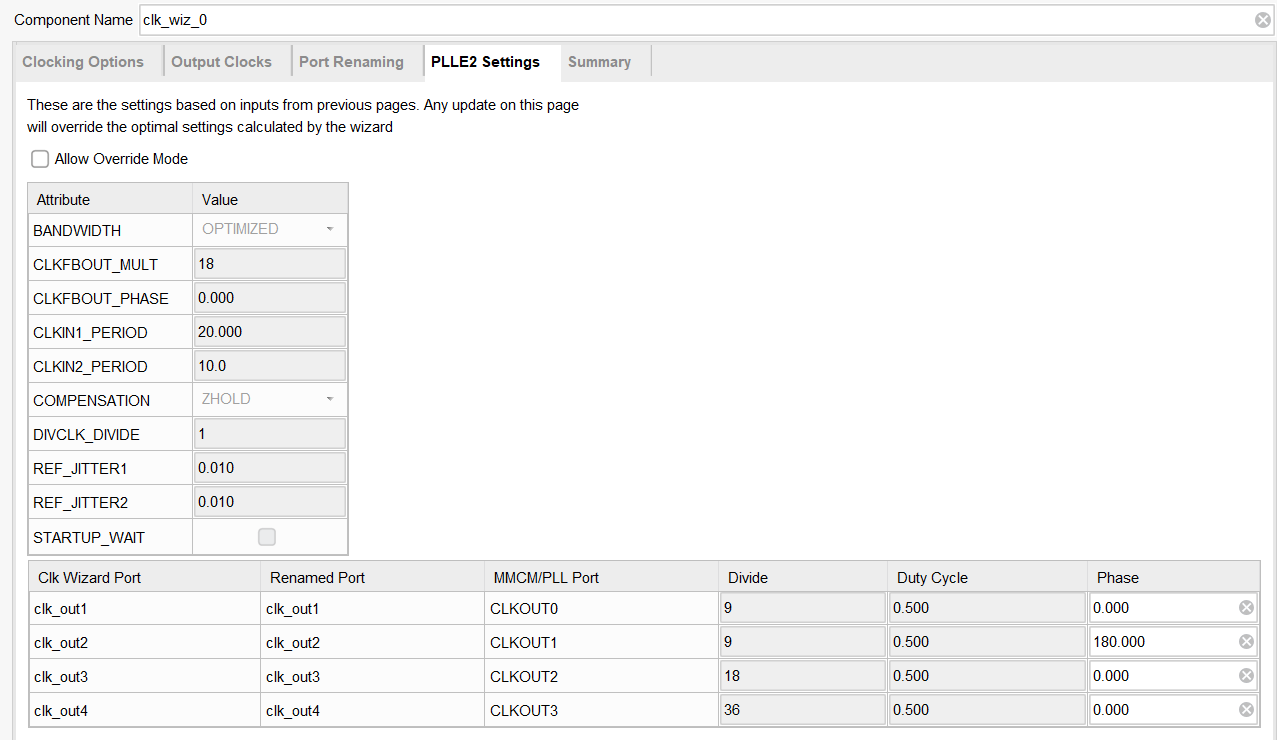 Component Name clk_wiz_0
Clocking Options Output Clocks Port Renaming PLLE2 Settings Summary
These are the settings based on inputs from previous pages. Any update on this page
will override the optimal settings calculated by the wizard
Allow Override Mode
Attribute Value
BANDWIDTH OPTIMIZED
CLKFBOUT_MULT 18
CLKFBOUT_PHASE 0.000
CLKIN1_PERIOD 20.000
CLKIN2_PERIOD 10.0
COMPENSATION ZHOLD
DIVCLK_DIVIDE 1
REF_JITTER1 0.010
REF_JITTER2 0.010
STARTUP_WAIT
Clk Wizard Port Renamed Port MMCM/PLL Port Divide Duty Cycle Phase
clk_out1 clk_out1 CLKOUT0 9 0.500 0.000
clk_out2 clk_out2 CLKOUT1 9 0.500 180.000
clk_out3 clk_out3 CLKOUT2 18 0.500 0.000
clk_out4 clk_out4 CLKOUT3 36 0.500 0.000